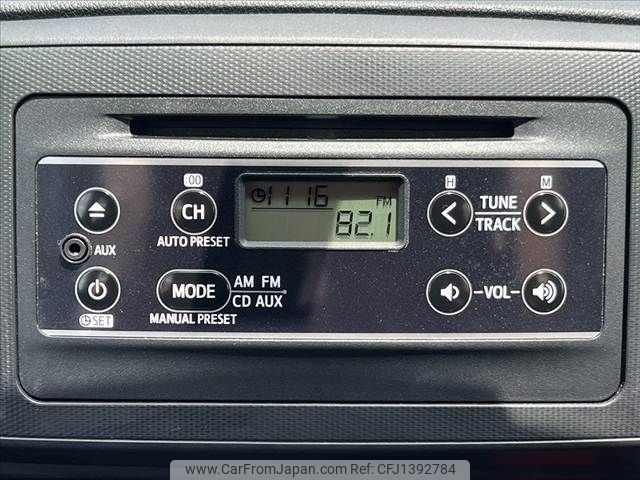 :00
H
M
11 16
CH
FM
82.1
TUNE
TRACK
AUX
AUTO PRESET
MODE
AM FM
CD AUX
VOL
SET
MANUAL PRESET
www.CarFromJapan.com - CFJ1392784